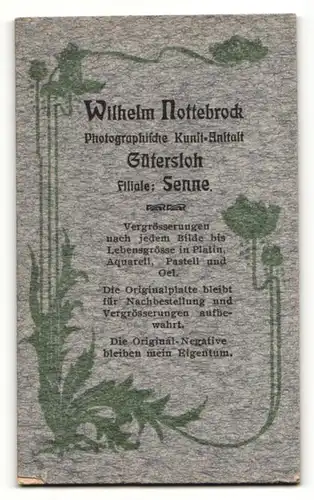 Wilhelm Nottebrock
Photographische Kunst-Anstalt
Gütersloh
Filiale: Senne.
Vergrösserungen
nach jedem Bilde bis
Lebensgrösse in Platin,
Aquarell, Pastell und
Oel.
Die Originalplatte bleibt
für Nachbestellung und
Vergrösserungen aufbe-
wahrt.
Die Original-Negative
bleiben mein Eigentum.